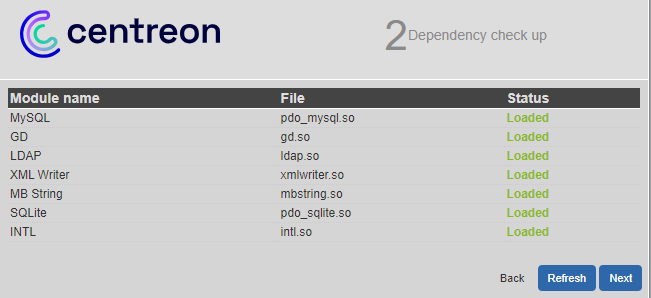 centreon
2 Dependency check up
Module name File Status
MySQL pdo_mysql.so Loaded
GD gd.so Loaded
LDAP ldap.so Loaded
XML Writer xmlwriter.so Loaded
MB String mbstring.so Loaded
SQLite pdo_sqlite.so Loaded
INTL intl.so Loaded
Back Refresh Next